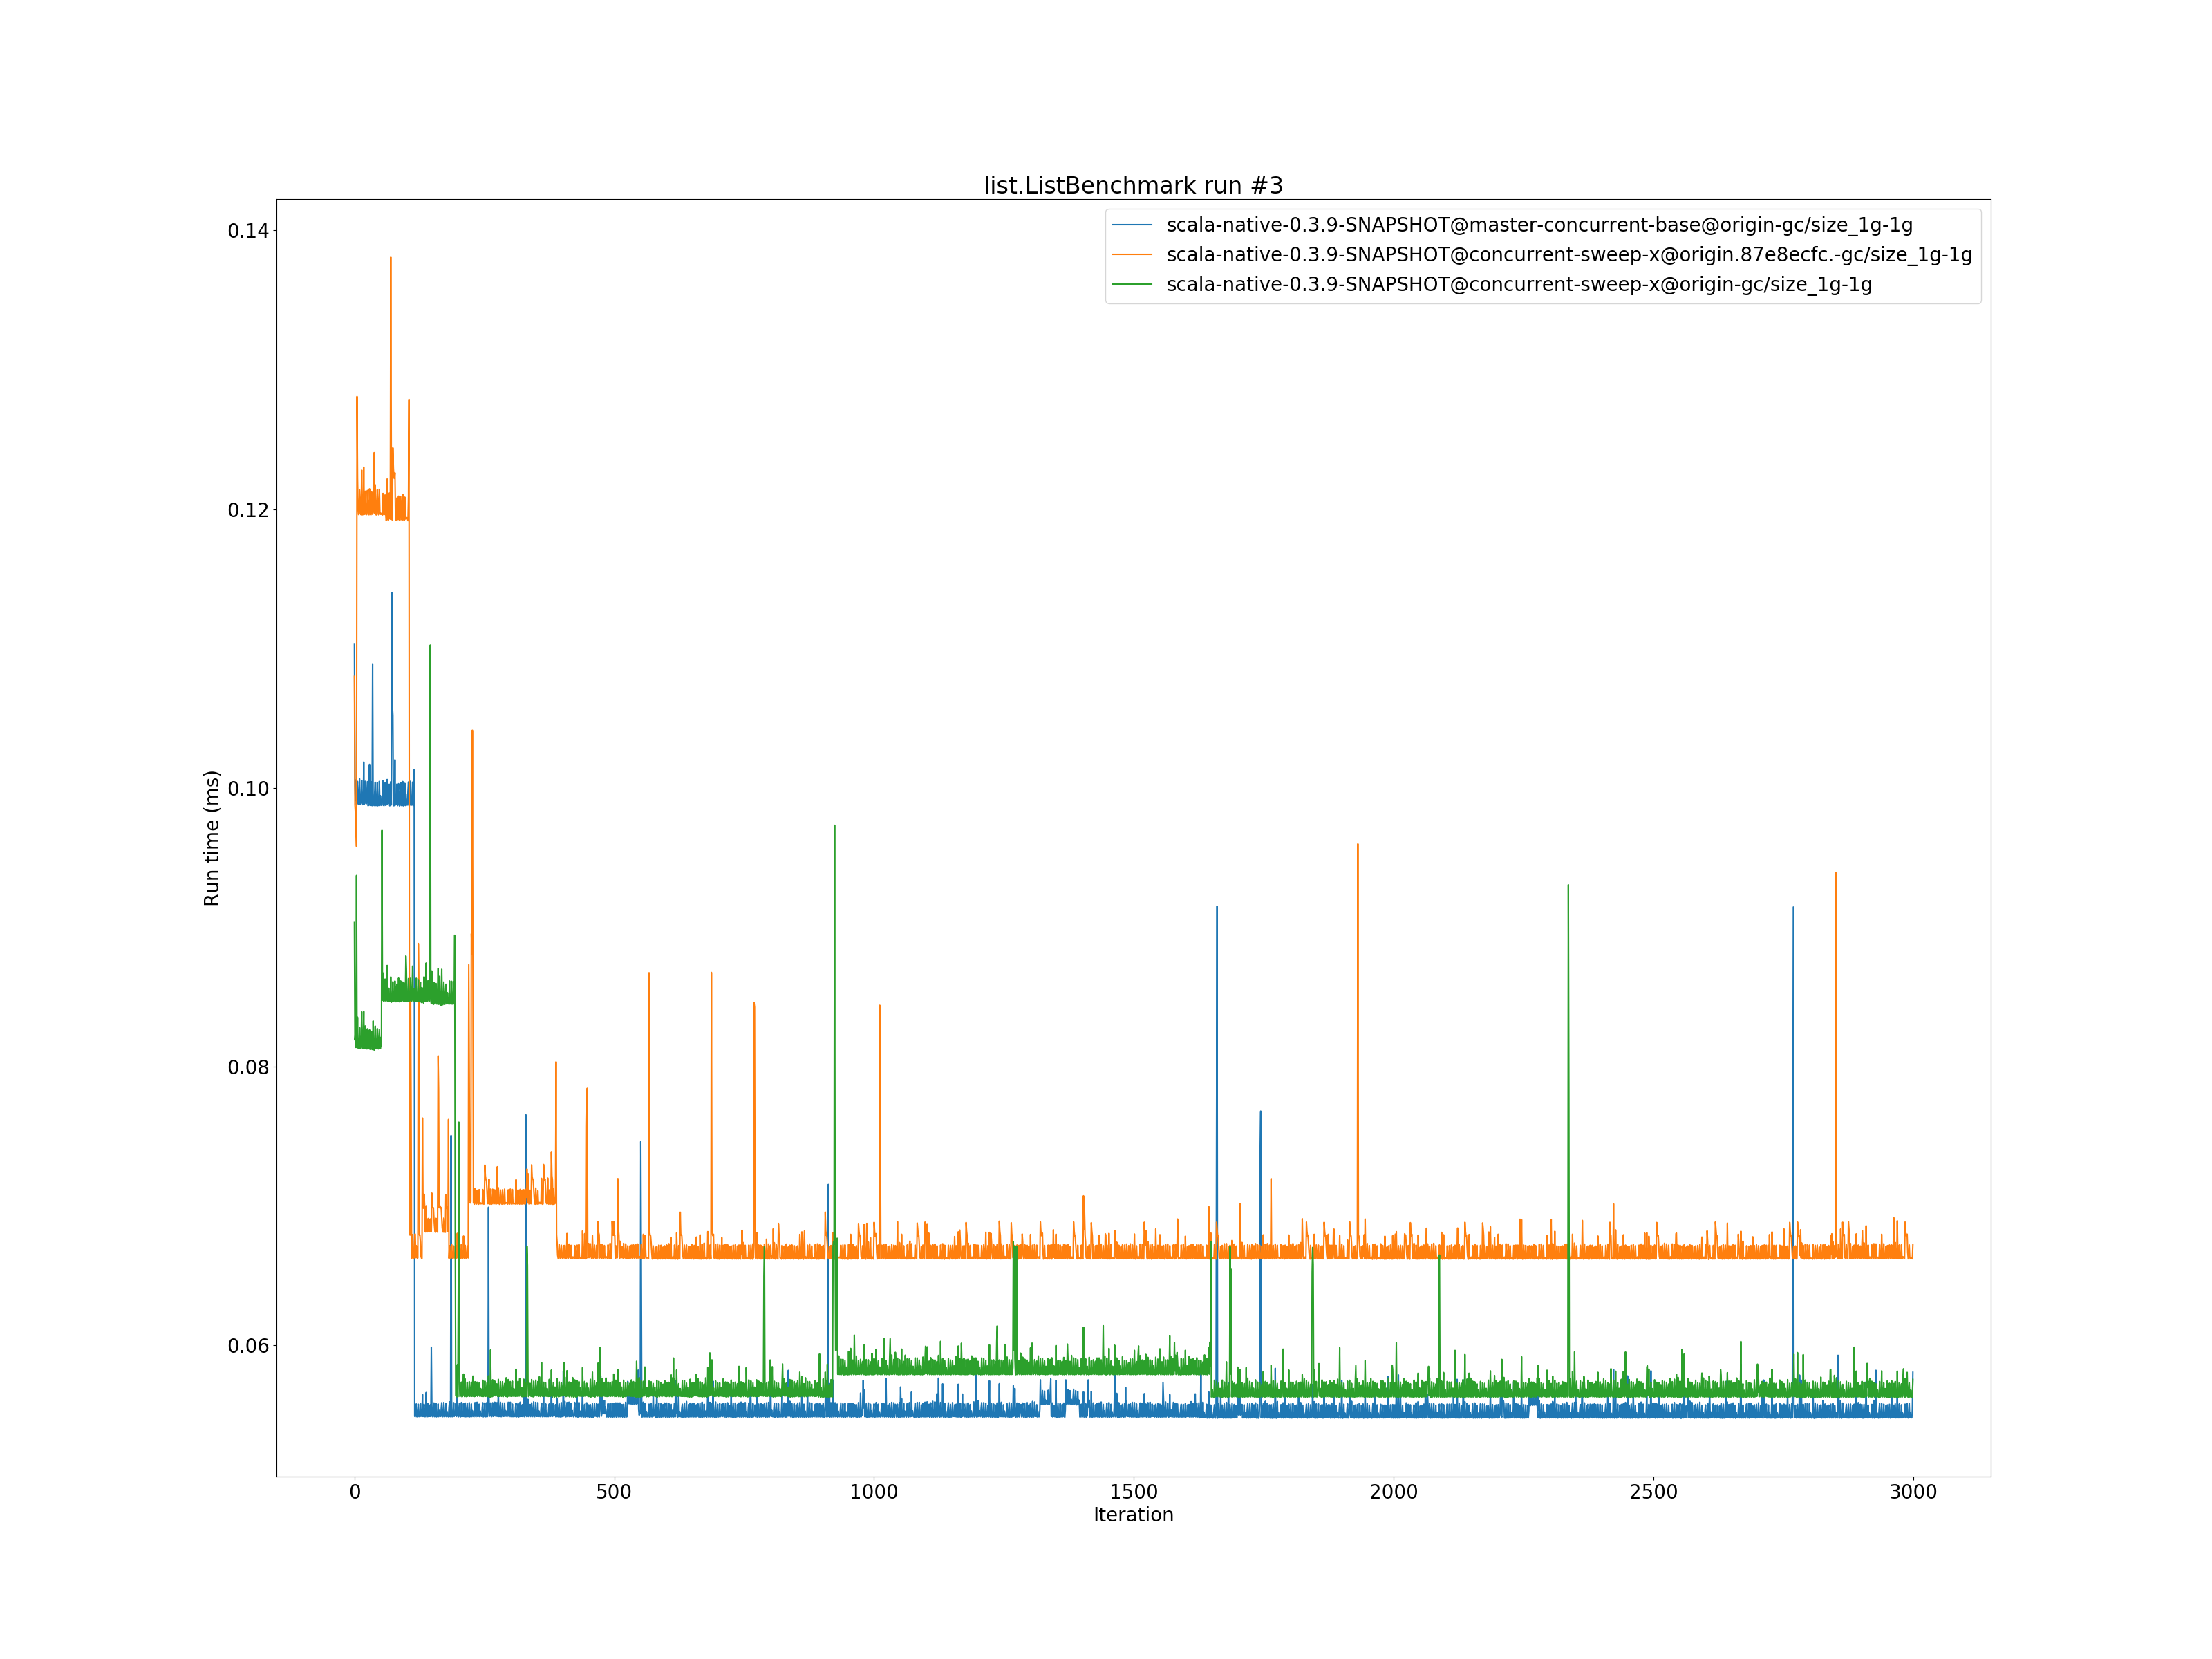 list.ListBenchmark run #3
scala-native-0.3.9-SNAPSHOT@master-concurrent-base@origin-gc/size_1g-1g
scala-native-0.3.9-SNAPSHOT@concurrent-sweep-x@origin.87e8ecfc.-gc/size_1g-1g
scala-native-0.3.9-SNAPSHOT@concurrent-sweep-x@origin-gc/size_1g-1g
Run time (ms)
0.14
0.12
0.10
0.08
0.06
0 500 1000 1500 2000 2500 3000
Iteration